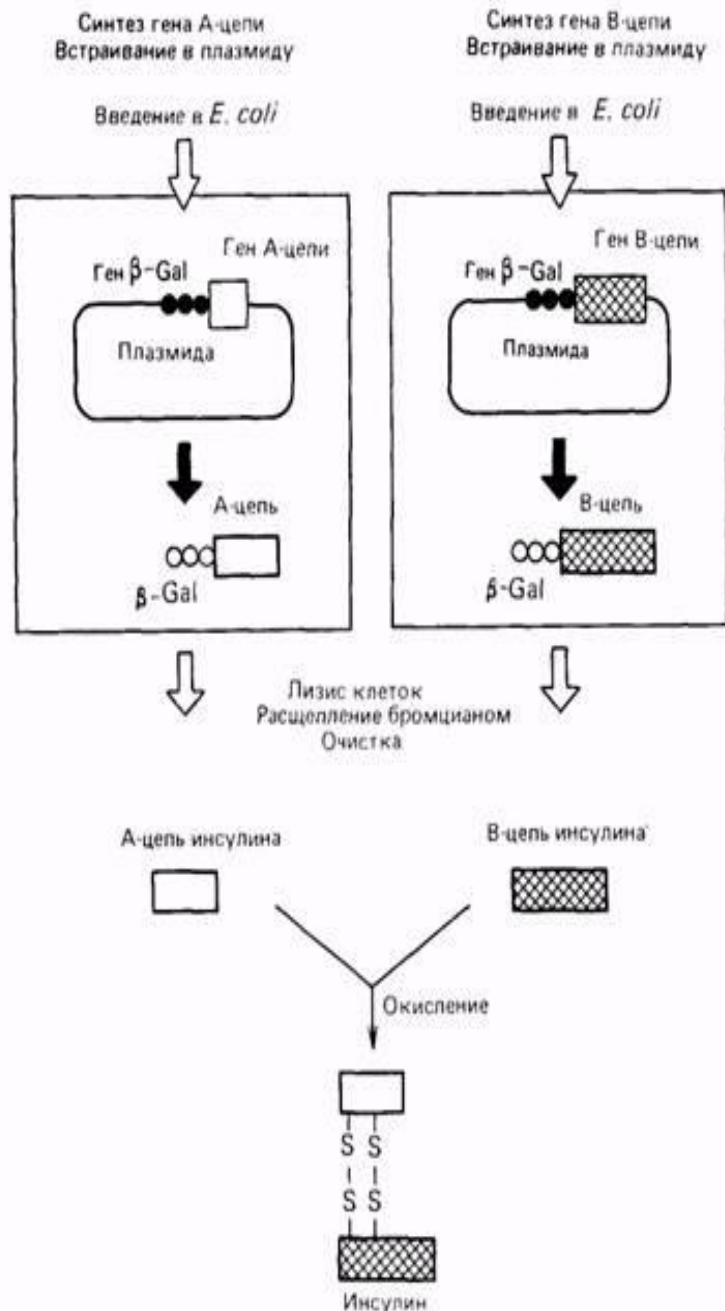 Синтез гена А-цепи
Встраивание в плазмиду
Введение в E. coli
Ген А-цепи
Ген β-Gal
Плазмида
А-цепь
β-Gal
Синтез гена В-цепи
Встраивание в плазмиду
Введение в E. coli
Ген В-цепи
Ген β-Gal
Плазмида
В-цепь
β-Gal
Лизис клеток
Расщепление бромцианом
Очистка
А-цепь инсулина
В-цепь инсулина
Окисление
S S
S S
Инсулин